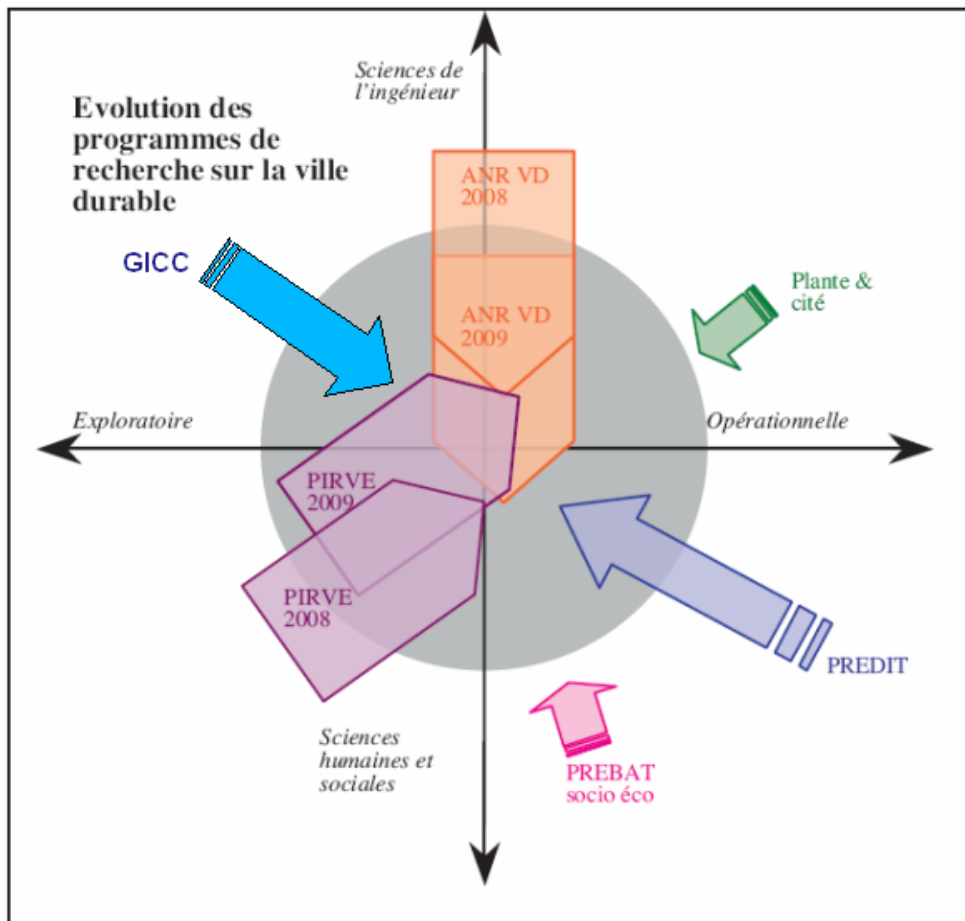 Sciences de
l'ingénieur
Evolution des
programmes de
recherche sur la ville
durable
ANR VD
2008
GICC
Plante &
cité
ANR VD
2009
Exploratoire
Opérationnelle
PIRVE
2009
PIRVE
2008
PREDIT
Sciences
humaines et
sociales
PREBAT
socio éco